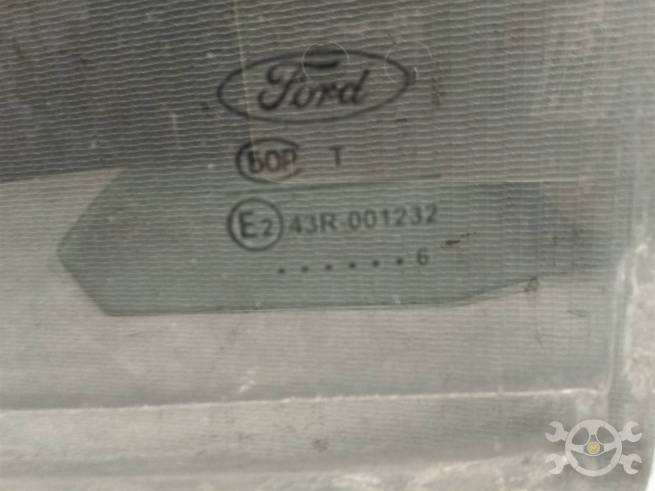 Ford
БОР T
E2 43R-001232
. . . . . . 6